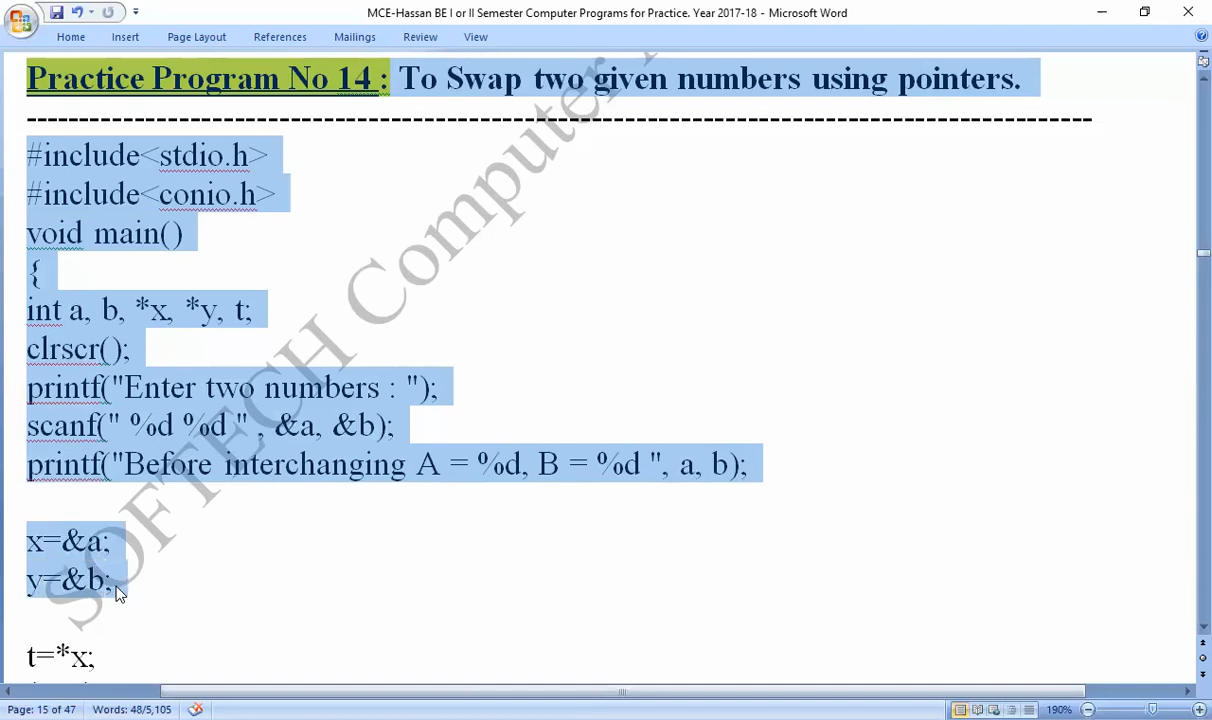 MCE-Hassan BE I or II Semester Computer Programs for Practice. Year 2017-18 - Microsoft Word
Home Insert Page Layout References Mailings Review View
Practice Program No 14 : To Swap two given numbers using pointers.
--------------------------------------------------------------------------------
#include<stdio.h>
#include<conio.h>
void main()
{
int a, b, *x, *y, t;
clrscr();
printf("Enter two numbers : ");
scanf(" %d %d " , &a, &b);
printf("Before interchanging A = %d, B = %d ", a, b);
x=&a;
y=&b;
t=*x;
SOFTECH Computer
Page: 15 of 47 Words: 48/5,105 190%